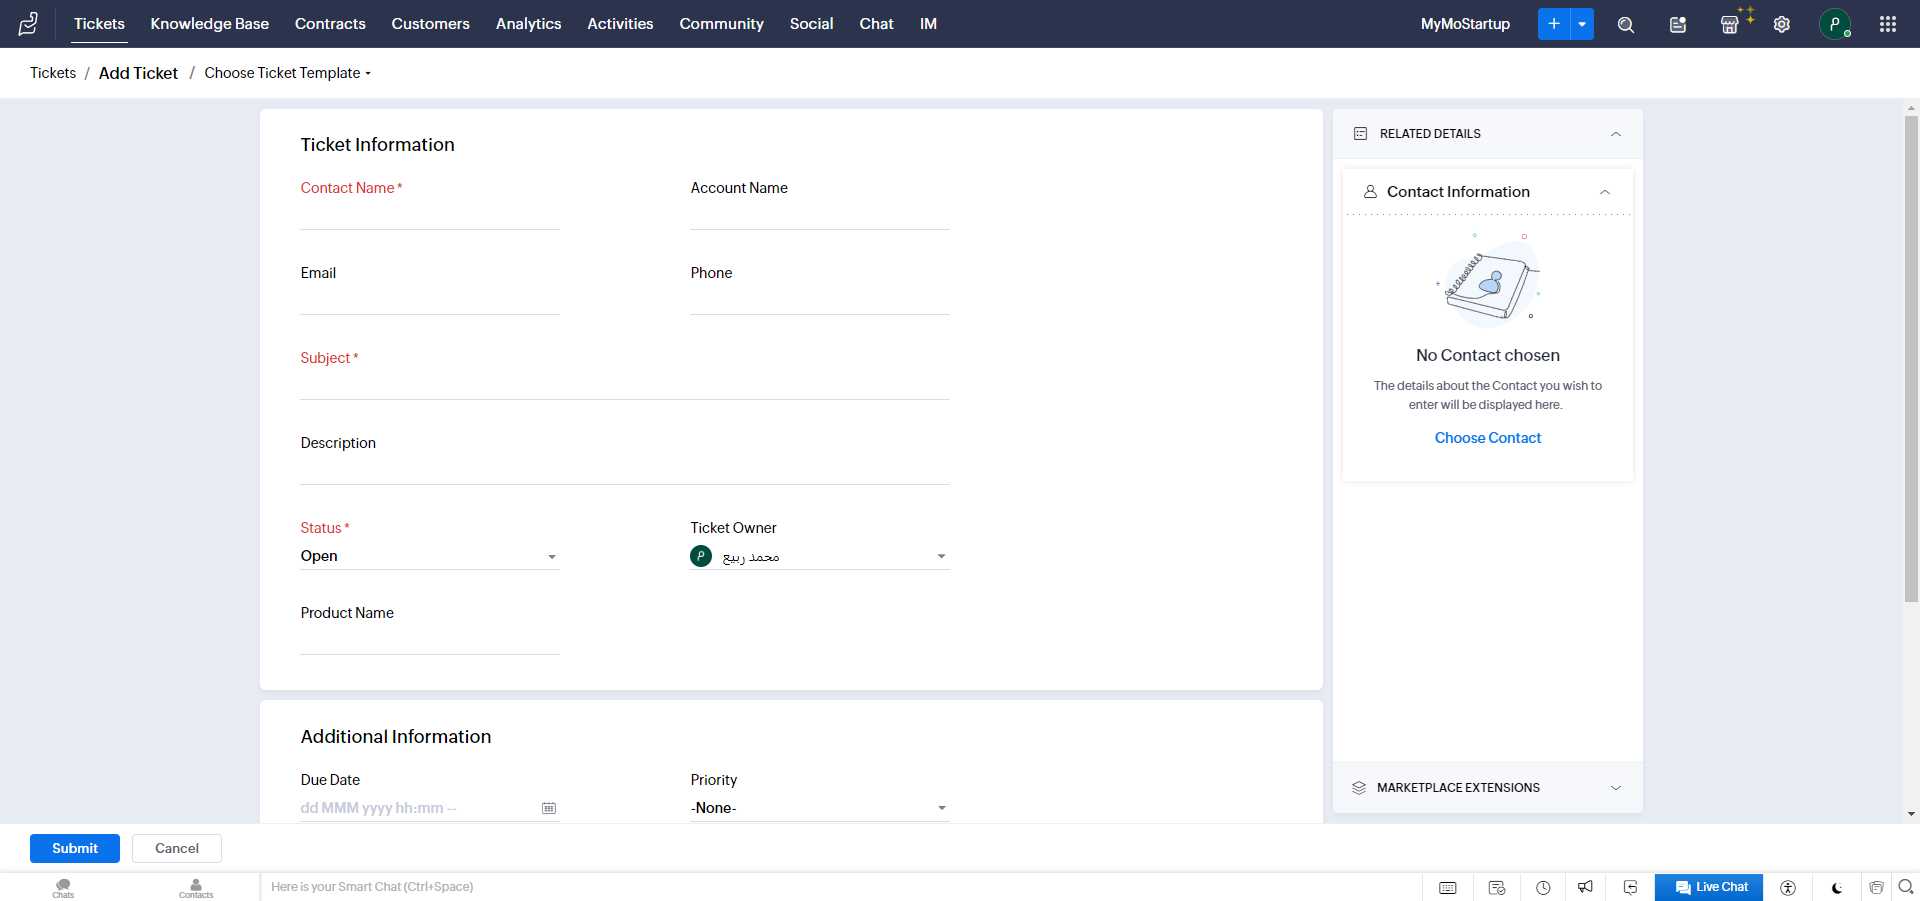 Tickets Knowledge Base Contracts Customers Analytics Activities Community Social Chat IM MyMoStartup
Tickets / Add Ticket / Choose Ticket Template
Ticket Information
Contact Name *
Account Name
Email
Phone
Subject *
Description
Status *
Open
Ticket Owner
محمد ربيع
Product Name
Additional Information
Due Date
dd MMM yyyy hh:mm --
Priority
-None-
RELATED DETAILS
Contact Information
No Contact chosen
The details about the Contact you wish to
enter will be displayed here.
Choose Contact
MARKETPLACE EXTENSIONS
Submit Cancel
Chats Contacts Here is your Smart Chat (Ctrl+Space) Live Chat